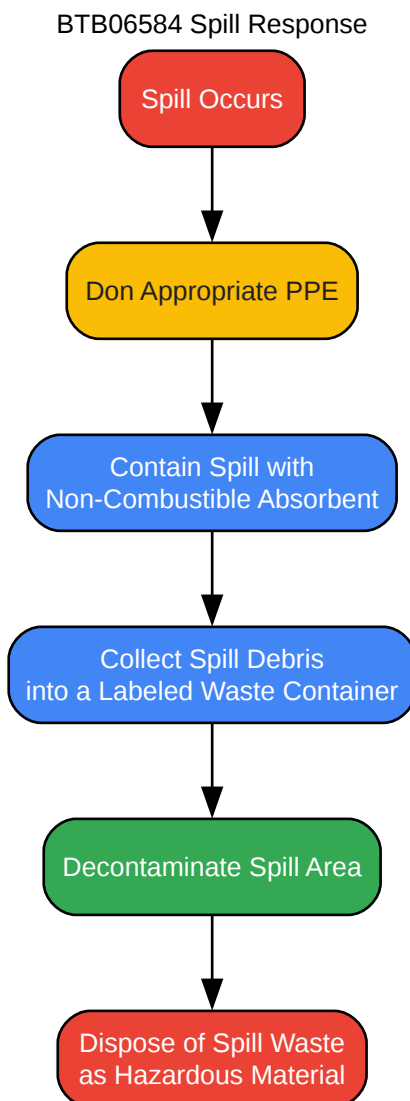 BTB06584 Spill Response
Spill Occurs
Don Appropriate PPE
Contain Spill with
Non-Combustible Absorbent
Collect Spill Debris
into a Labeled Waste Container
Decontaminate Spill Area
Dispose of Spill Waste
as Hazardous Material